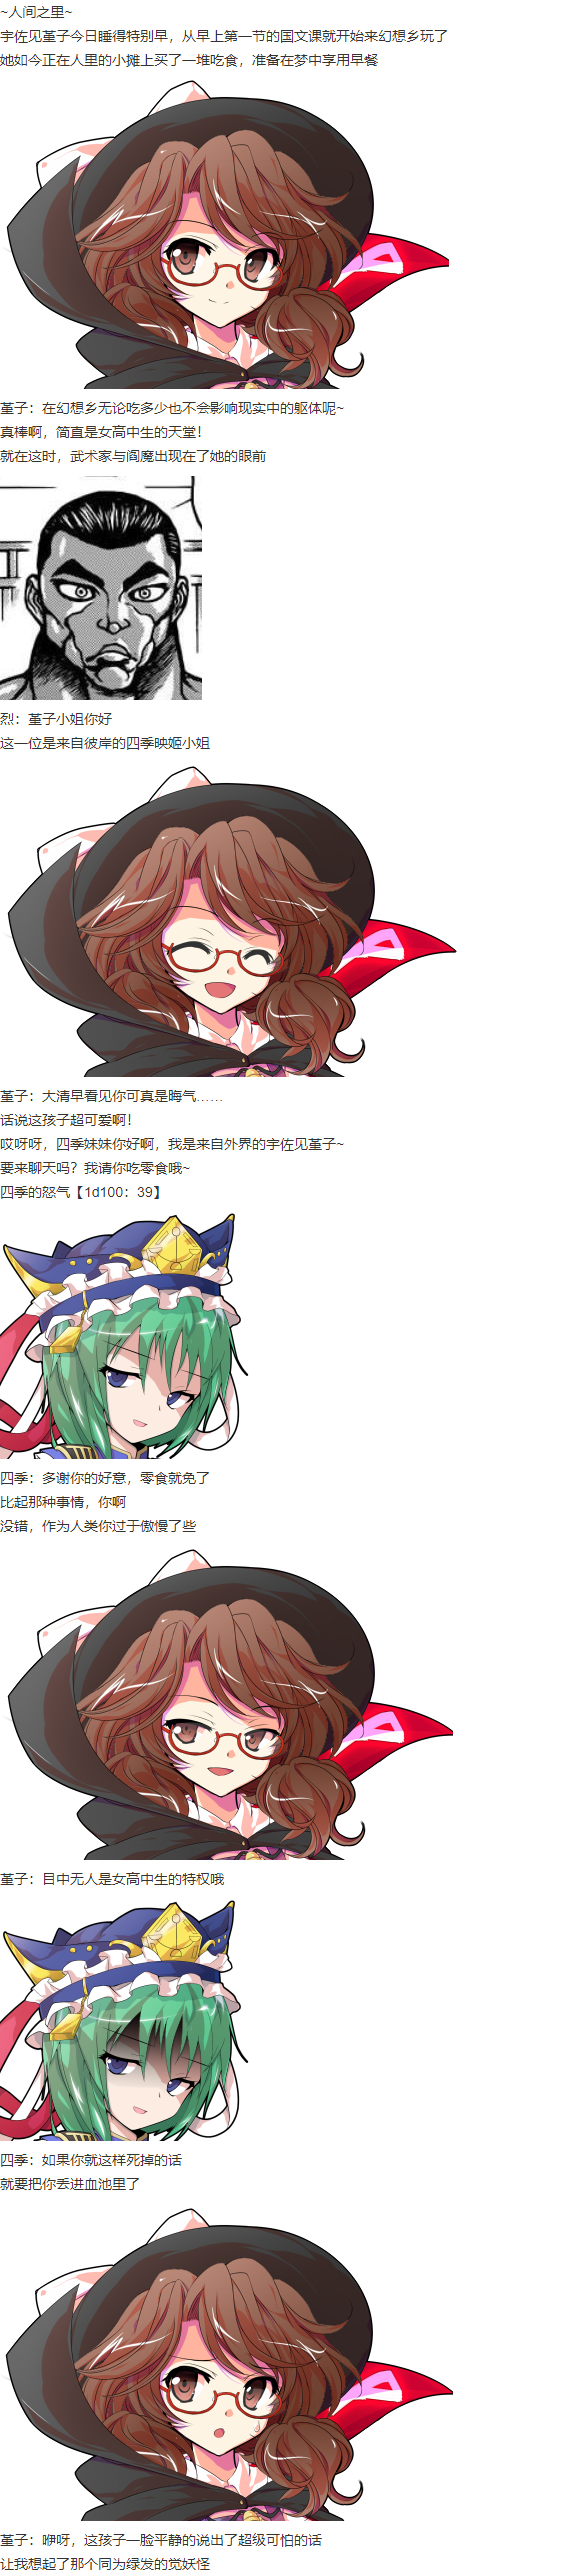 ~人间之里~
宇佐见堇子今日睡得特别早，从早上第一节的国文课就开始来幻想乡玩了
她如今正在人里的小摊上买了一堆吃食，准备在梦中享用早餐
堇子：在幻想乡无论吃多少也不会影响现实中的躯体呢~
真棒啊，简直是女高中生的天堂！
就在这时，武术家与阎魔出现在了她的眼前
烈：堇子小姐你好
这一位是来自彼岸的四季映姬小姐
堇子：大清早看见你可真是晦气……
话说这孩子超可爱啊！
哎呀呀，四季妹妹你好啊，我是来自外界的宇佐见堇子~
要来聊天吗？我请你吃零食哦~
四季的怒气【1d100：39】
四季：多谢你的好意，零食就免了
比起那种事情，你啊
没错，作为人类你过于傲慢了些
堇子：目中无人是女高中生的特权哦
四季：如果你就这样死掉的话
就要把你丢进血池里了
堇子：咿呀，这孩子一脸平静的说出了超级可怕的话
让我想起了那个同为绿发的觉妖怪